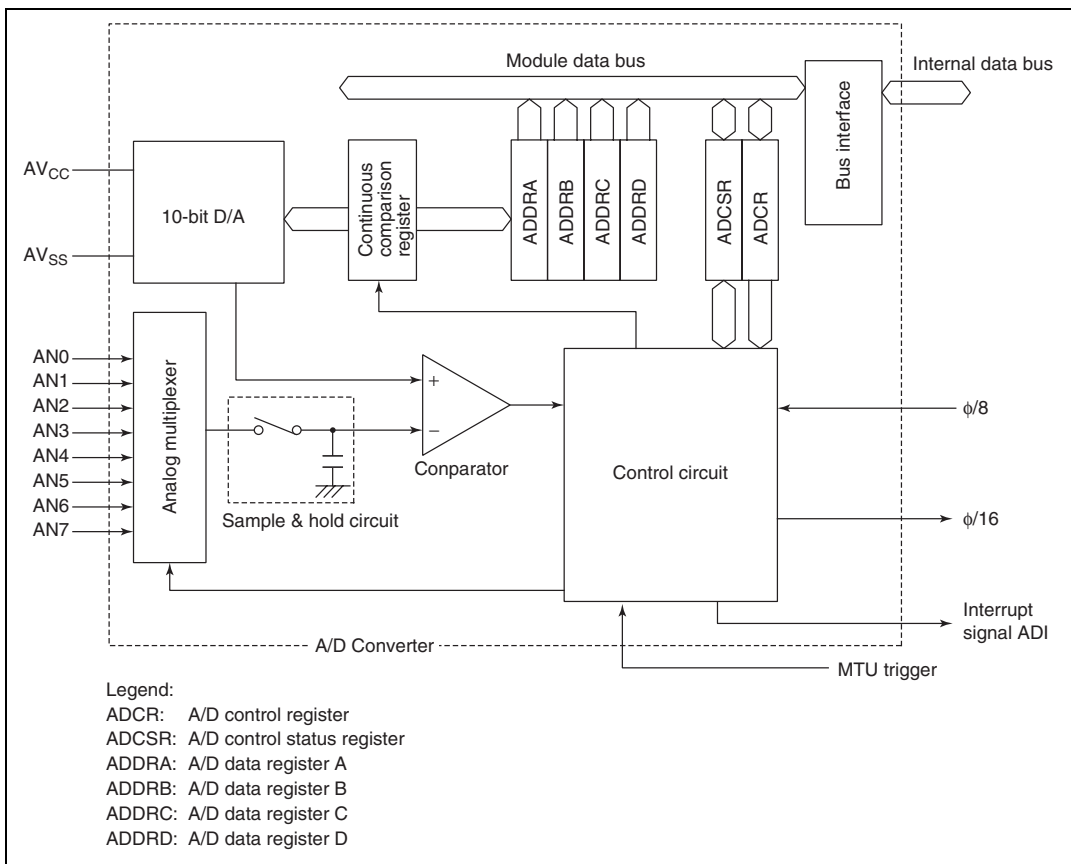 Module data bus
Internal data bus
Bus interface
AVCC
AVSS
10-bit D/A
Continuous
comparison
register
ADDRA
ADDRB
ADDRC
ADDRD
ADCSR
ADCR
AN0
AN1
AN2
AN3
AN4
AN5
AN6
AN7
Analog multiplexer
Sample & hold circuit
+
−
Conparator
Control circuit
ϕ/8
ϕ/16
Interrupt
signal ADI
MTU trigger
A/D Converter
Legend:
ADCR: A/D control register
ADCSR: A/D control status register
ADDRA: A/D data register A
ADDRB: A/D data register B
ADDRC: A/D data register C
ADDRD: A/D data register D